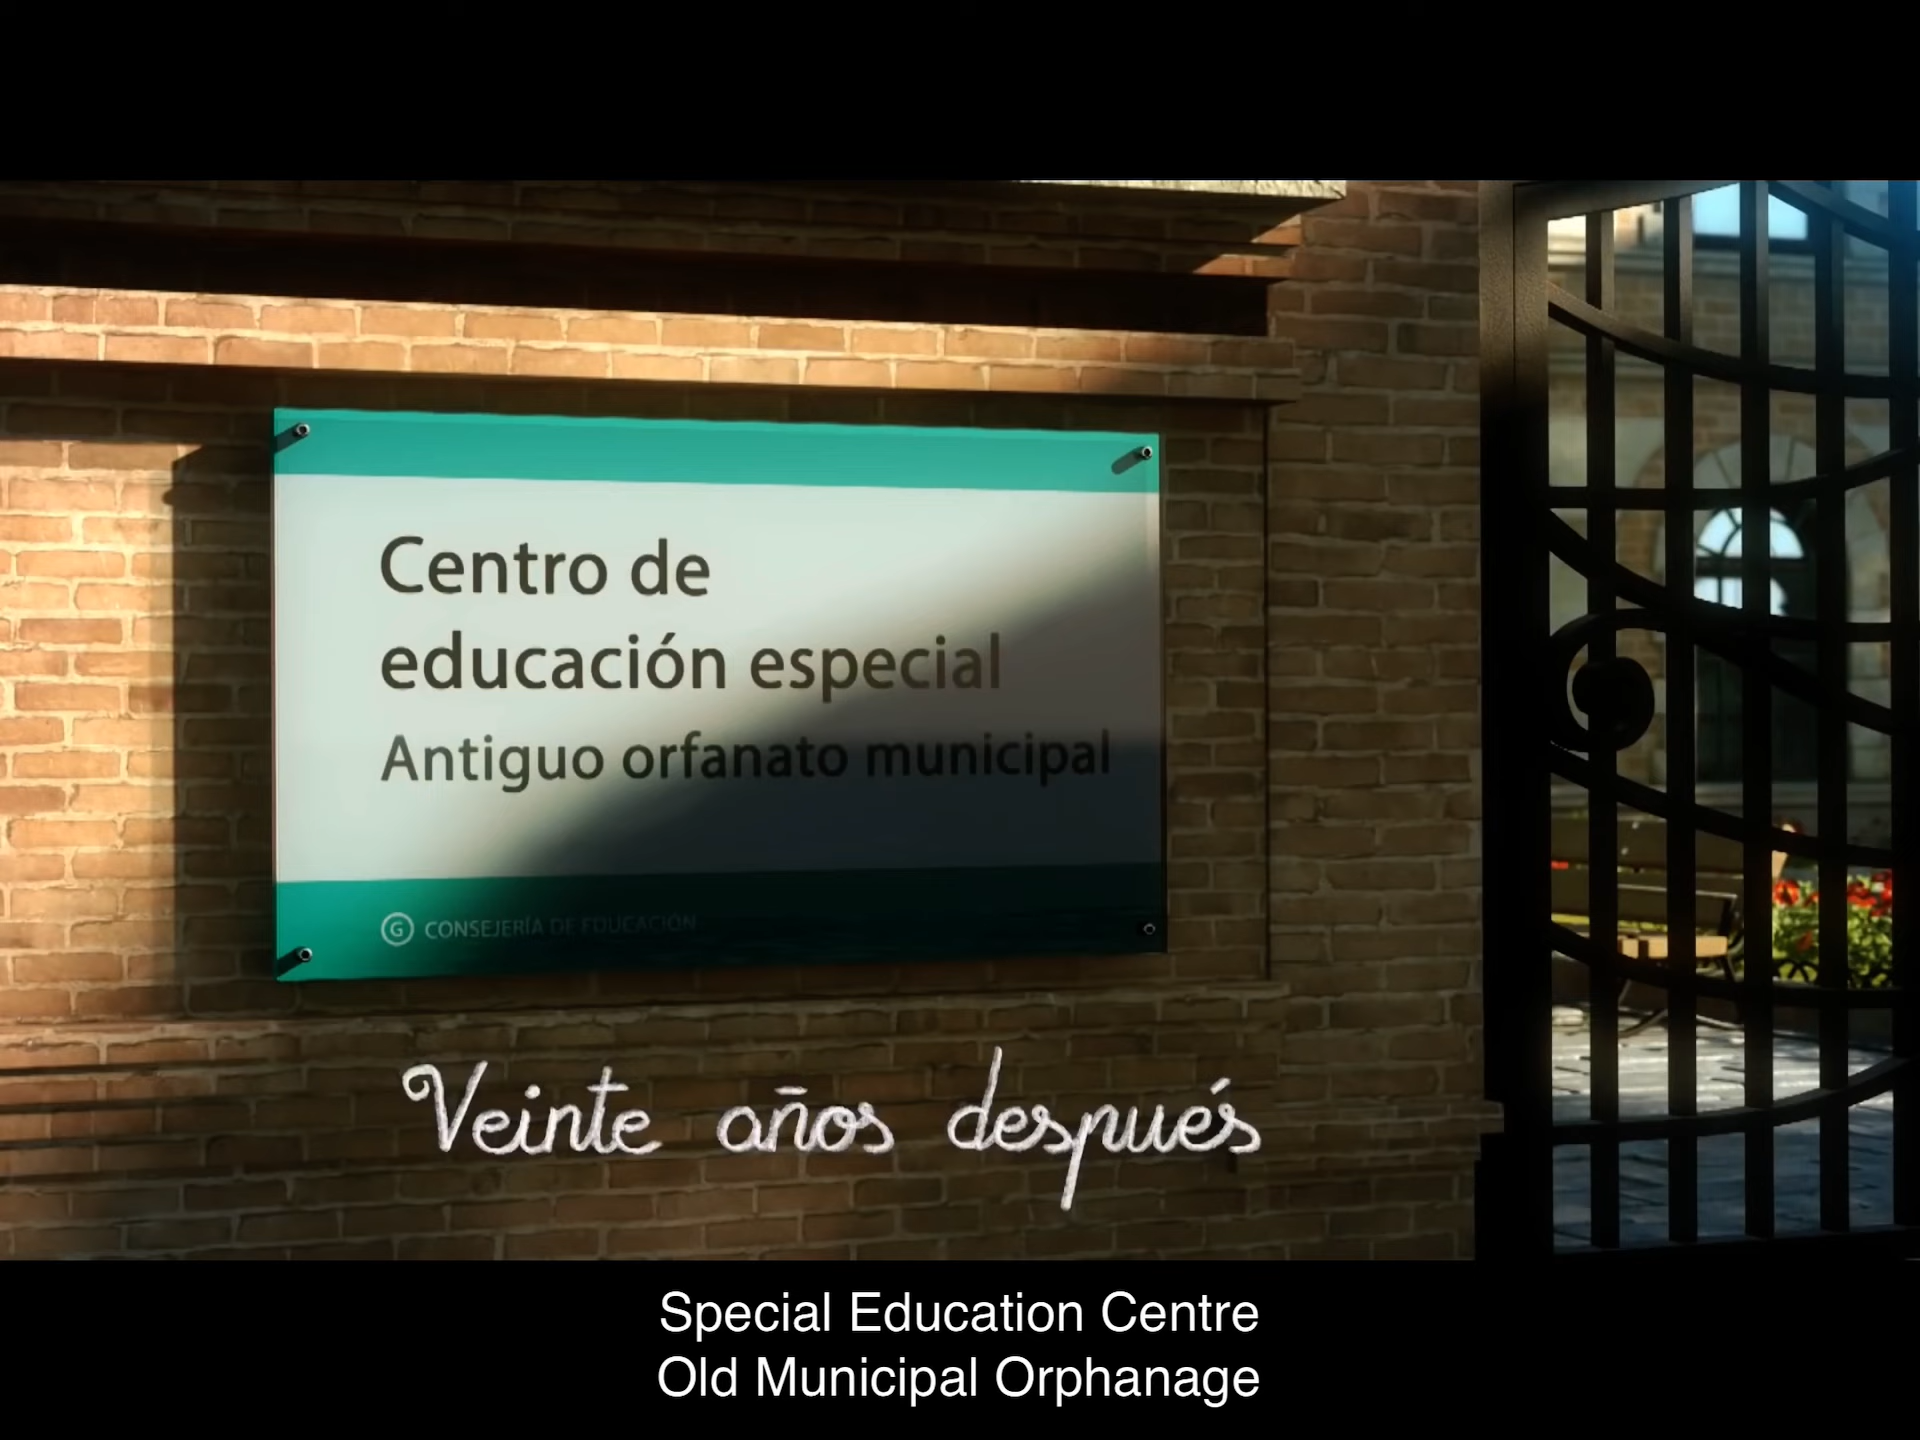 Centro de
educación especial
Antiguo orfanato municipal
G CONSEJERÍA DE EDUCACIÓN
Veinte años después
Special Education Centre
Old Municipal Orphanage